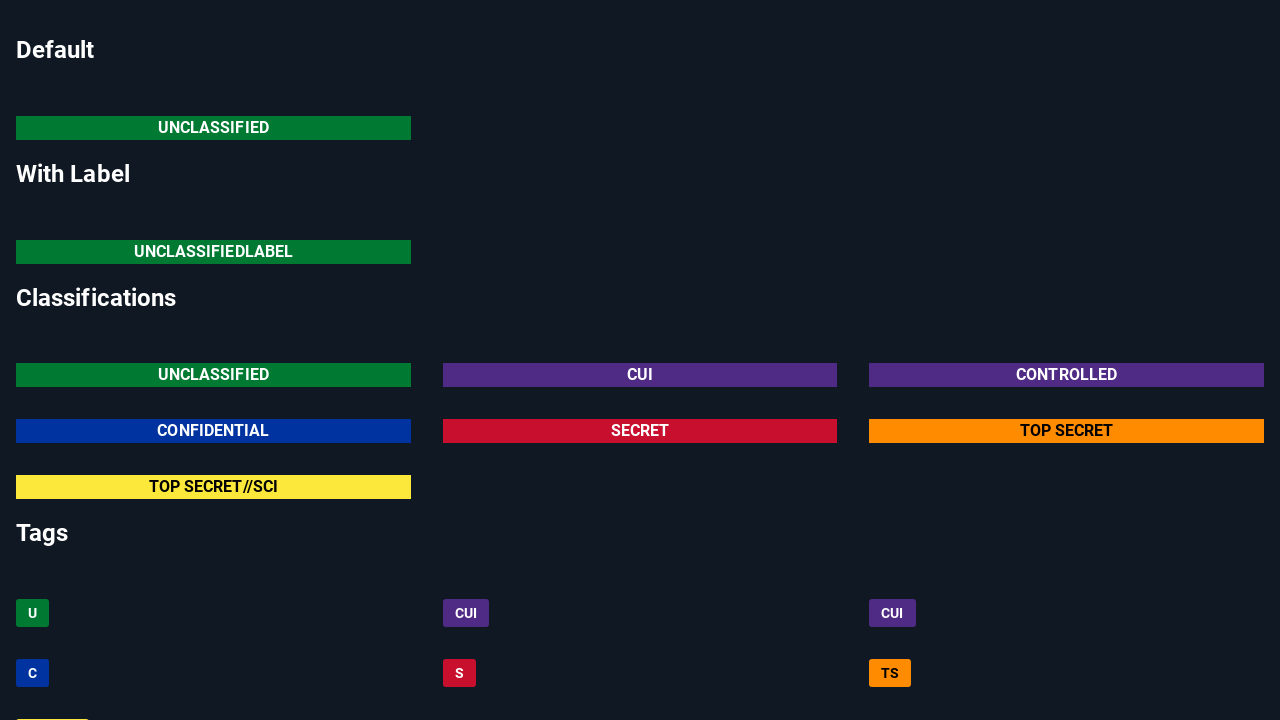 Default
UNCLASSIFIED
With Label
UNCLASSIFIEDLABEL
Classifications
UNCLASSIFIED CUI CONTROLLED
CONFIDENTIAL SECRET TOP SECRET
TOP SECRET//SCI
Tags
U CUI CUI
C S TS